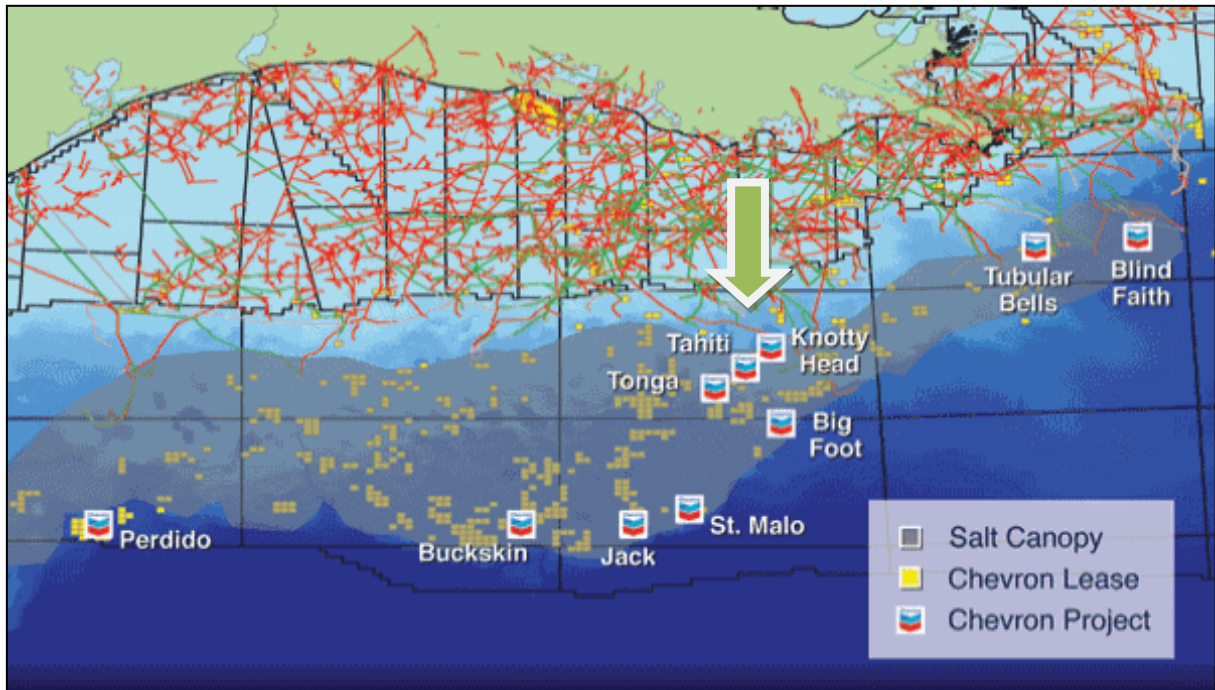 Tubular
Bells
Blind
Faith
Tahiti
Knotty
Head
Tonga
Big
Foot
Perdido
Buckskin
Jack
St. Malo
Salt Canopy
Chevron Lease
Chevron Project